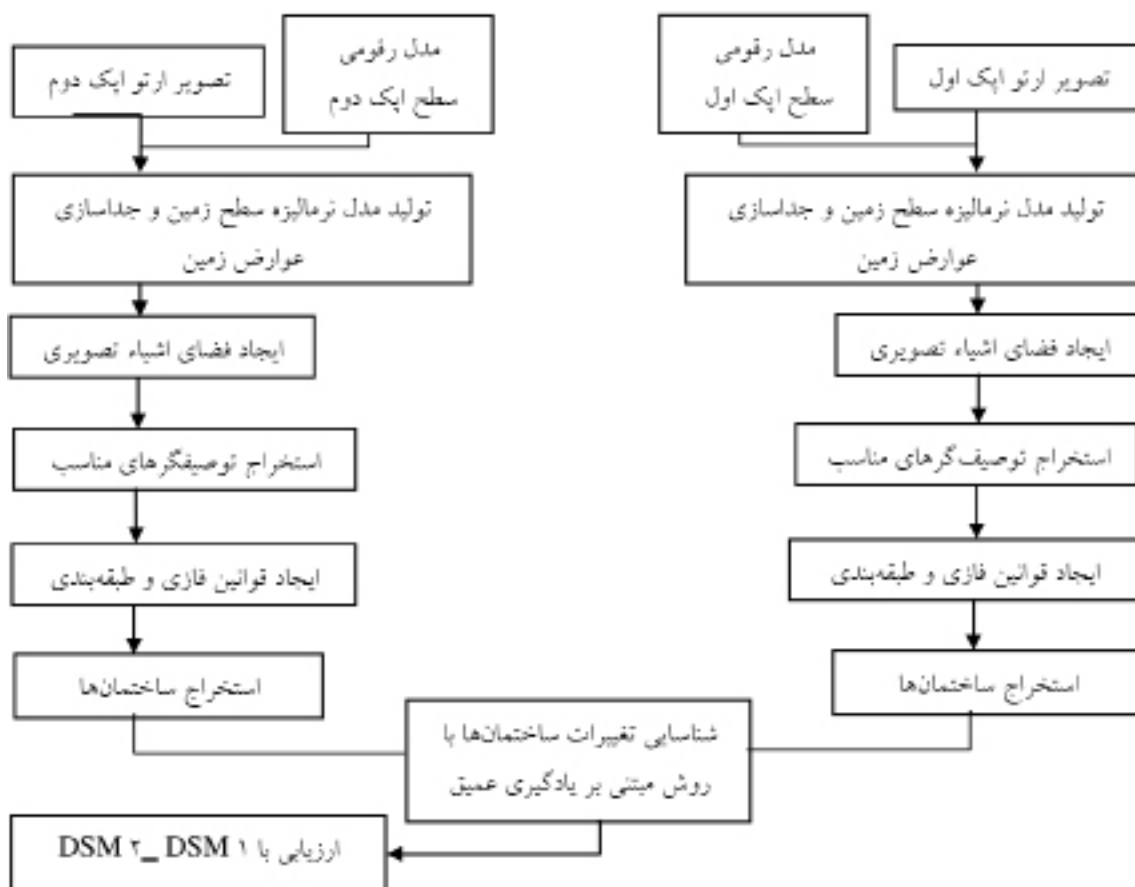 مدل رقومی
سطح اپک اول
تصویر ارتو اپک اول
مدل رقومی
سطح اپک دوم
تصویر ارتو اپک دوم
تولید مدل نرمالیزه سطح زمین و جداسازی
عوارض زمین
تولید مدل نرمالیزه سطح زمین و جداسازی
عوارض زمین
ایجاد فضای اشیاء تصویری
ایجاد فضای اشیاء تصویری
استخراج توصیف‌گرهای مناسب
استخراج توصیفگرهای مناسب
ایجاد قوانین فازی و طبقه‌بندی
ایجاد قوانین فازی و طبقه‌بندی
استخراج ساختمان‌ها
استخراج ساختمان‌ها
شناسایی تغییرات ساختمان‌ها با
روش مبتنی بر یادگیری عمیق
ارزیابی با DSM ۲_ DSM ۱